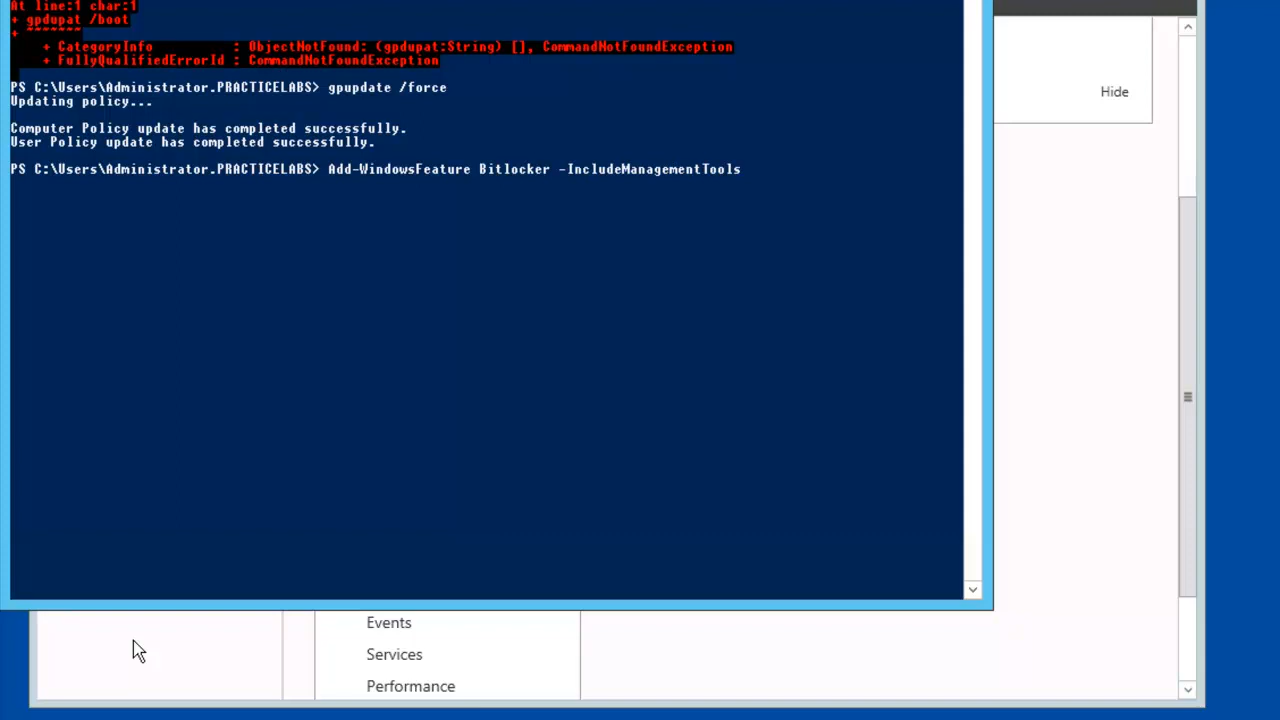 At line:1 char:1
+ gpdupat /boot
+ ~~~~~~~
    + CategoryInfo          : ObjectNotFound: (gpdupat:String) [], CommandNotFoundException
    + FullyQualifiedErrorId : CommandNotFoundException
PS C:\Users\Administrator.PRACTICELABS> gpupdate /force
Updating policy...
Computer Policy update has completed successfully.
User Policy update has completed successfully.
PS C:\Users\Administrator.PRACTICELABS> Add-WindowsFeature Bitlocker -IncludeManagementTools
Hide
Events
Services
Performance